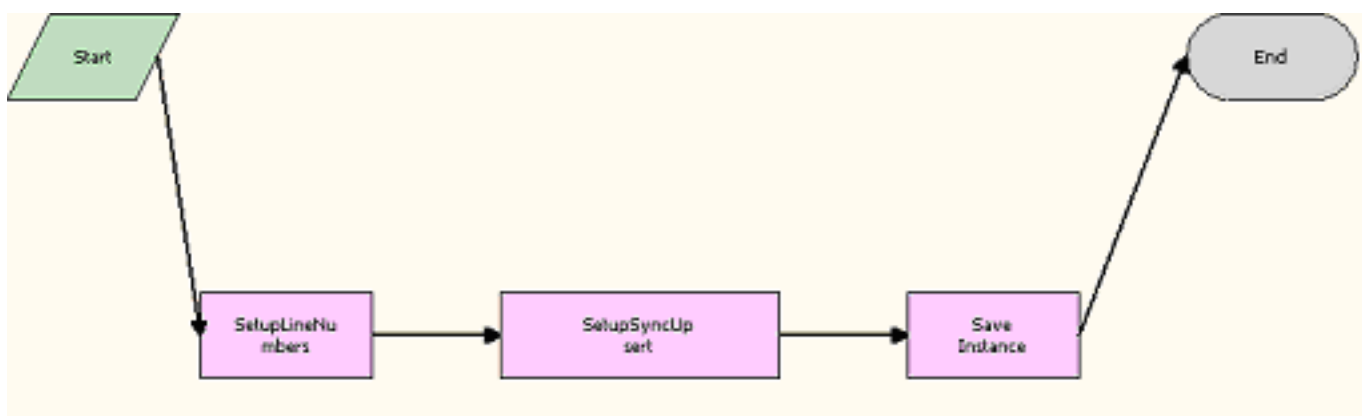 Start
End
SetupLineNu
mbers
SetupSyncUp
sert
Save
Instance